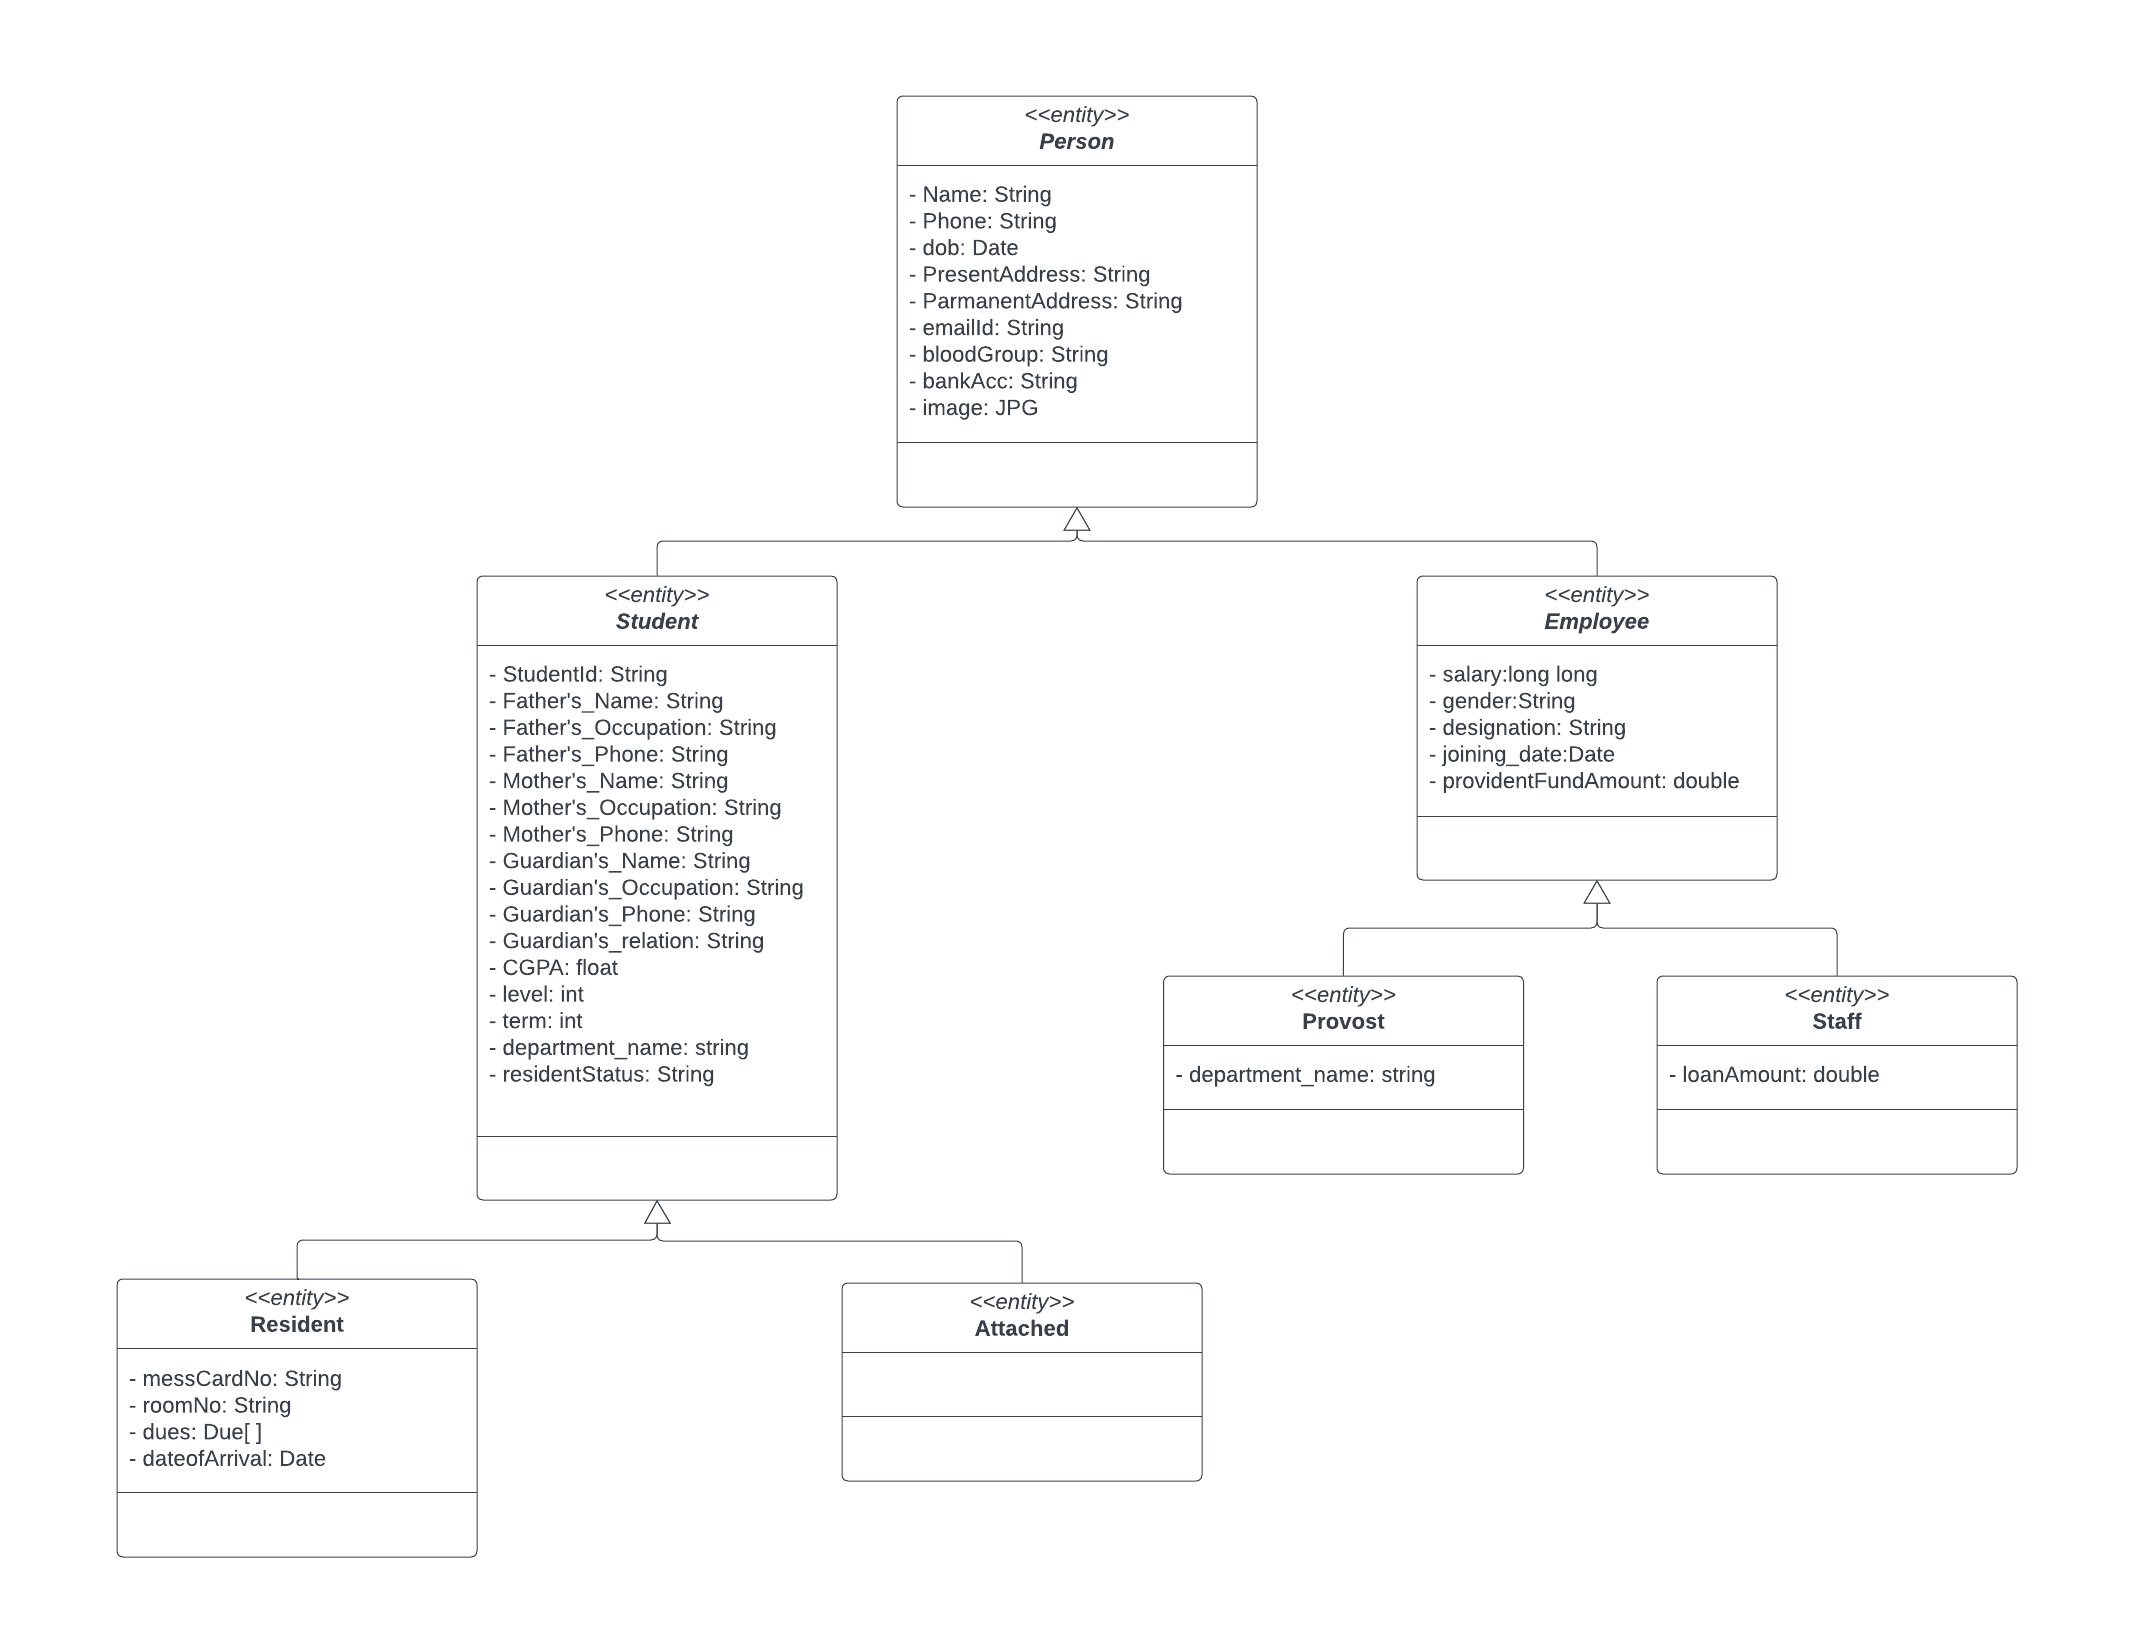 <<entity>>
Person
- Name: String
- Phone: String
- dob: Date
- PresentAddress: String
- ParmanentAddress: String
- emailId: String
- bloodGroup: String
- bankAcc: String
- image: JPG
<<entity>>
Student
- StudentId: String
- Father's_Name: String
- Father's_Occupation: String
- Father's_Phone: String
- Mother's_Name: String
- Mother's_Occupation: String
- Mother's_Phone: String
- Guardian's_Name: String
- Guardian's_Occupation: String
- Guardian's_Phone: String
- Guardian's_relation: String
- CGPA: float
- level: int
- term: int
- department_name: string
- residentStatus: String
<<entity>>
Employee
- salary:long long
- gender:String
- designation: String
- joining_date:Date
- providentFundAmount: double
<<entity>>
Provost
- department_name: string
<<entity>>
Staff
- loanAmount: double
<<entity>>
Resident
- messCardNo: String
- roomNo: String
- dues: Due[ ]
- dateofArrival: Date
<<entity>>
Attached